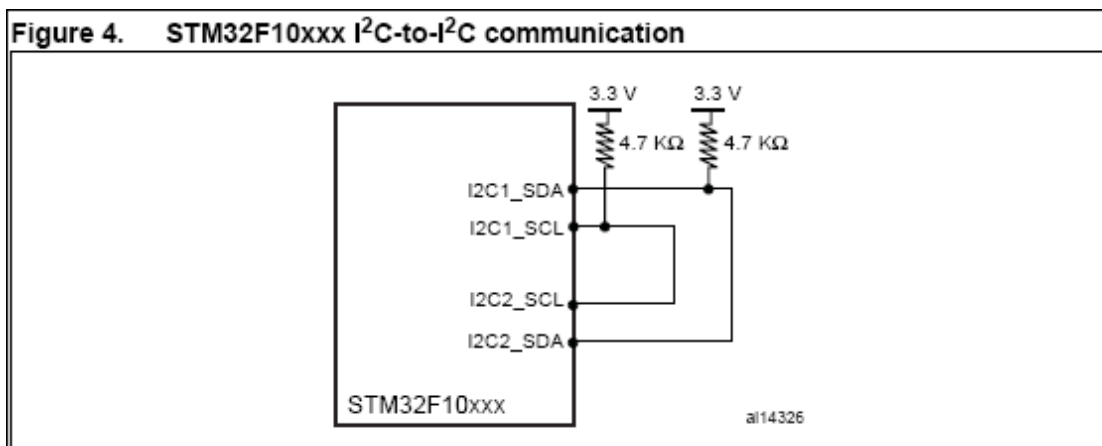 Figure 4. STM32F10xxx I²C-to-I²C communication
3.3 V 3.3 V
4.7 KΩ 4.7 KΩ
I2C1_SDA
I2C1_SCL
I2C2_SCL
I2C2_SDA
STM32F10xxx
ai14326